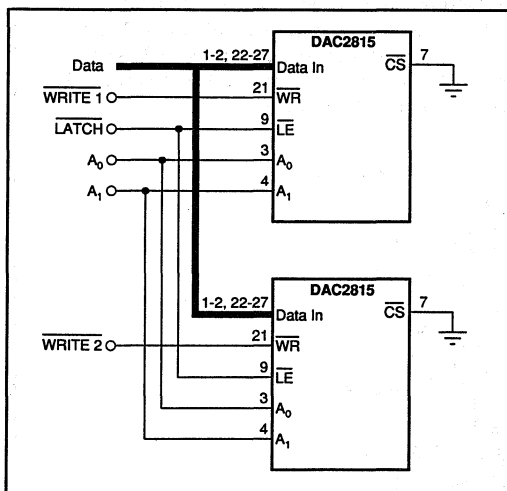 DAC2815
Data
1-2, 22-27
Data In
CS
7
WRITE 1
21
WR
LATCH
9
LE
A₀
3
A₀
A₁
4
A₁
DAC2815
1-2, 22-27
Data In
CS
7
WRITE 2
21
WR
9
LE
3
A₀
4
A₁